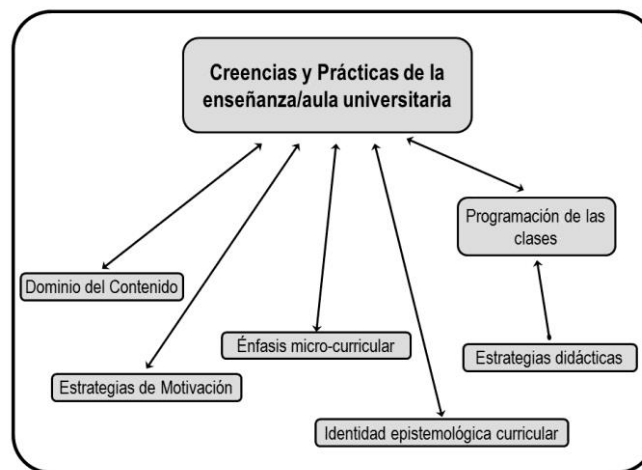 Creencias y Prácticas de la
enseñanza/aula universitaria
Programación de las
clases
Dominio del Contenido
Énfasis micro-curricular
Estrategias didácticas
Estrategias de Motivación
Identidad epistemológica curricular